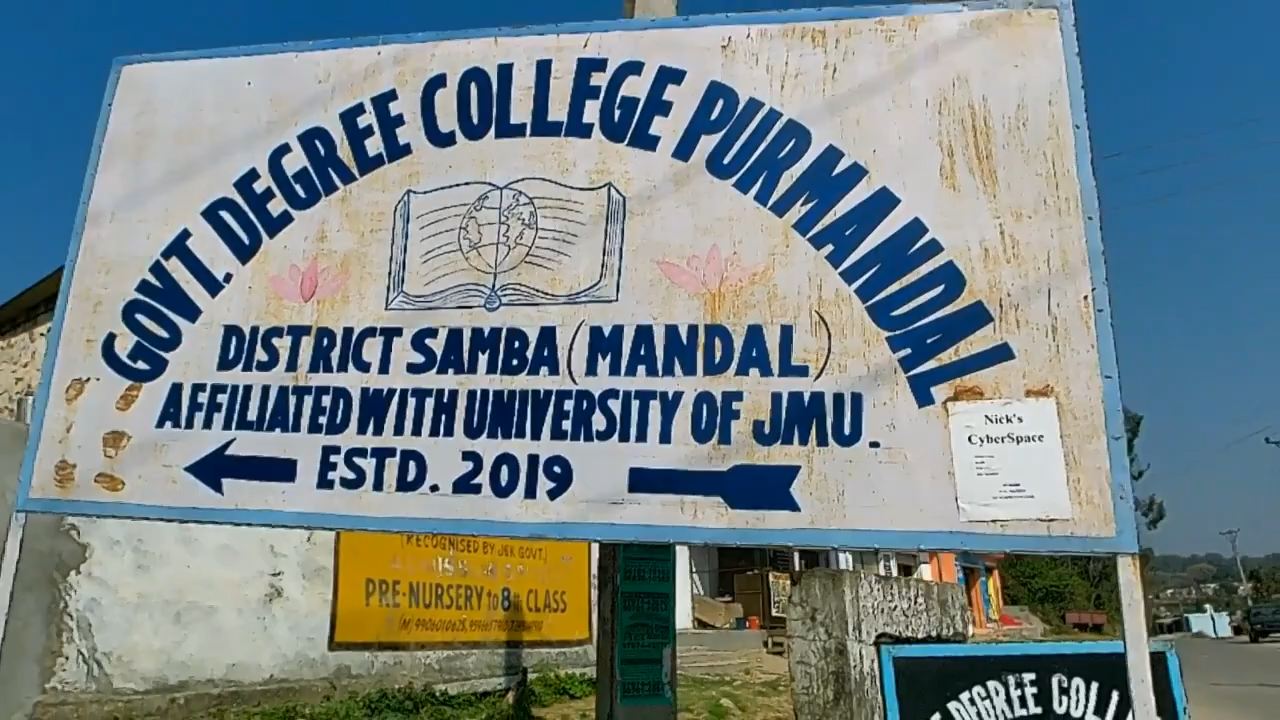 GOVT. DEGREE COLLEGE PURMANDAL
DISTRICT SAMBA (MANDAL)
AFFILIATED WITH UNIVERSITY OF JMU.
ESTD. 2019
Nick's
CyberSpace
(RECOGNISED BY J&K GOVT.)
PRE-NURSERY to 8th CLASS
DEGREE COLL